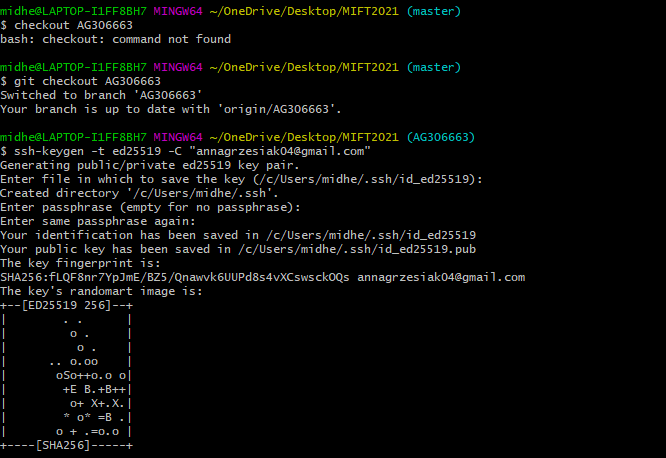 midhe@LAPTOP-I1FF8BH7 MINGW64 ~/OneDrive/Desktop/MIFT2021 (master)
$ checkout AG306663
bash: checkout: command not found

midhe@LAPTOP-I1FF8BH7 MINGW64 ~/OneDrive/Desktop/MIFT2021 (master)
$ git checkout AG306663
Switched to branch 'AG306663'
Your branch is up to date with 'origin/AG306663'.

midhe@LAPTOP-I1FF8BH7 MINGW64 ~/OneDrive/Desktop/MIFT2021 (AG306663)
$ ssh-keygen -t ed25519 -C "annagrzesiak04@gmail.com"
Generating public/private ed25519 key pair.
Enter file in which to save the key (/c/Users/midhe/.ssh/id_ed25519):
Created directory '/c/Users/midhe/.ssh'.
Enter passphrase (empty for no passphrase):
Enter same passphrase again:
Your identification has been saved in /c/Users/midhe/.ssh/id_ed25519
Your public key has been saved in /c/Users/midhe/.ssh/id_ed25519.pub
The key fingerprint is:
SHA256:fLQF8nr7YpJmE/BZ5/Qnawvk6UUPd8s4vXCswsckOQs annagrzesiak04@gmail.com
The key's randomart image is:
+--[ED25519 256]--+
|        . .      |
|         o .     |
|          o .    |
|      .. o.oo    |
|       oSo++o.o o|
|        +E B.+B++|
|         o+ X+.X.|
|        * o* =B .|
|       o + .=o.o |
+----[SHA256]-----+